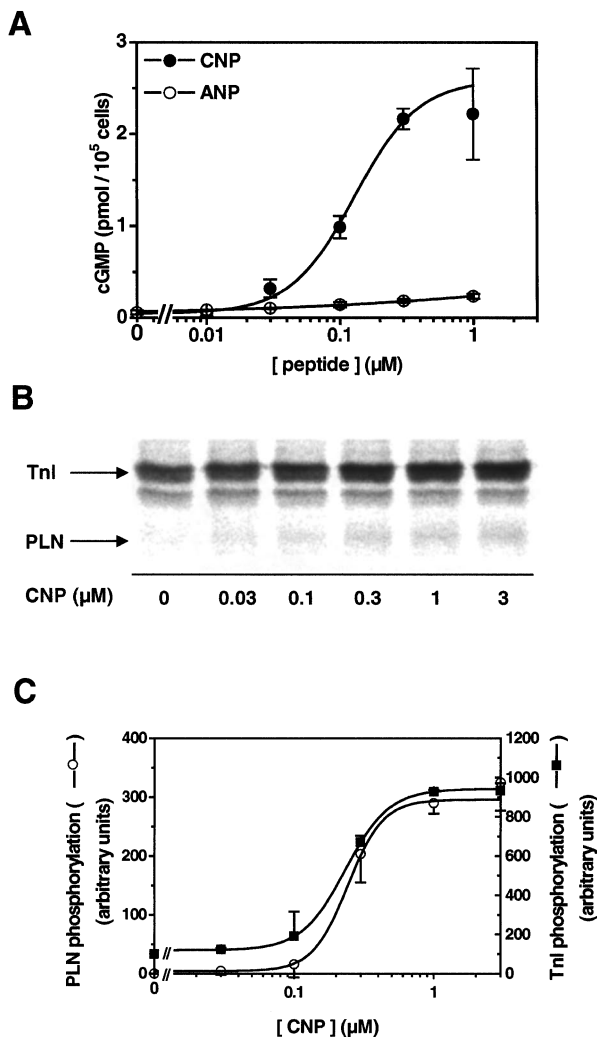 A
CNP
ANP
cGMP (pmol / 10⁵ cells)
3
2
1
0
0 0.01 0.1 1
[ peptide ] (µM)
B
TnI
PLN
CNP (µM) 0 0.03 0.1 0.3 1 3
C
PLN phosphorylation ( )
(arbitrary units)
400
300
200
100
0
1200
1000
800
600
400
200
0
TnI phosphorylation ( )
(arbitrary units)
0 0.1 1
[ CNP ] (µM)